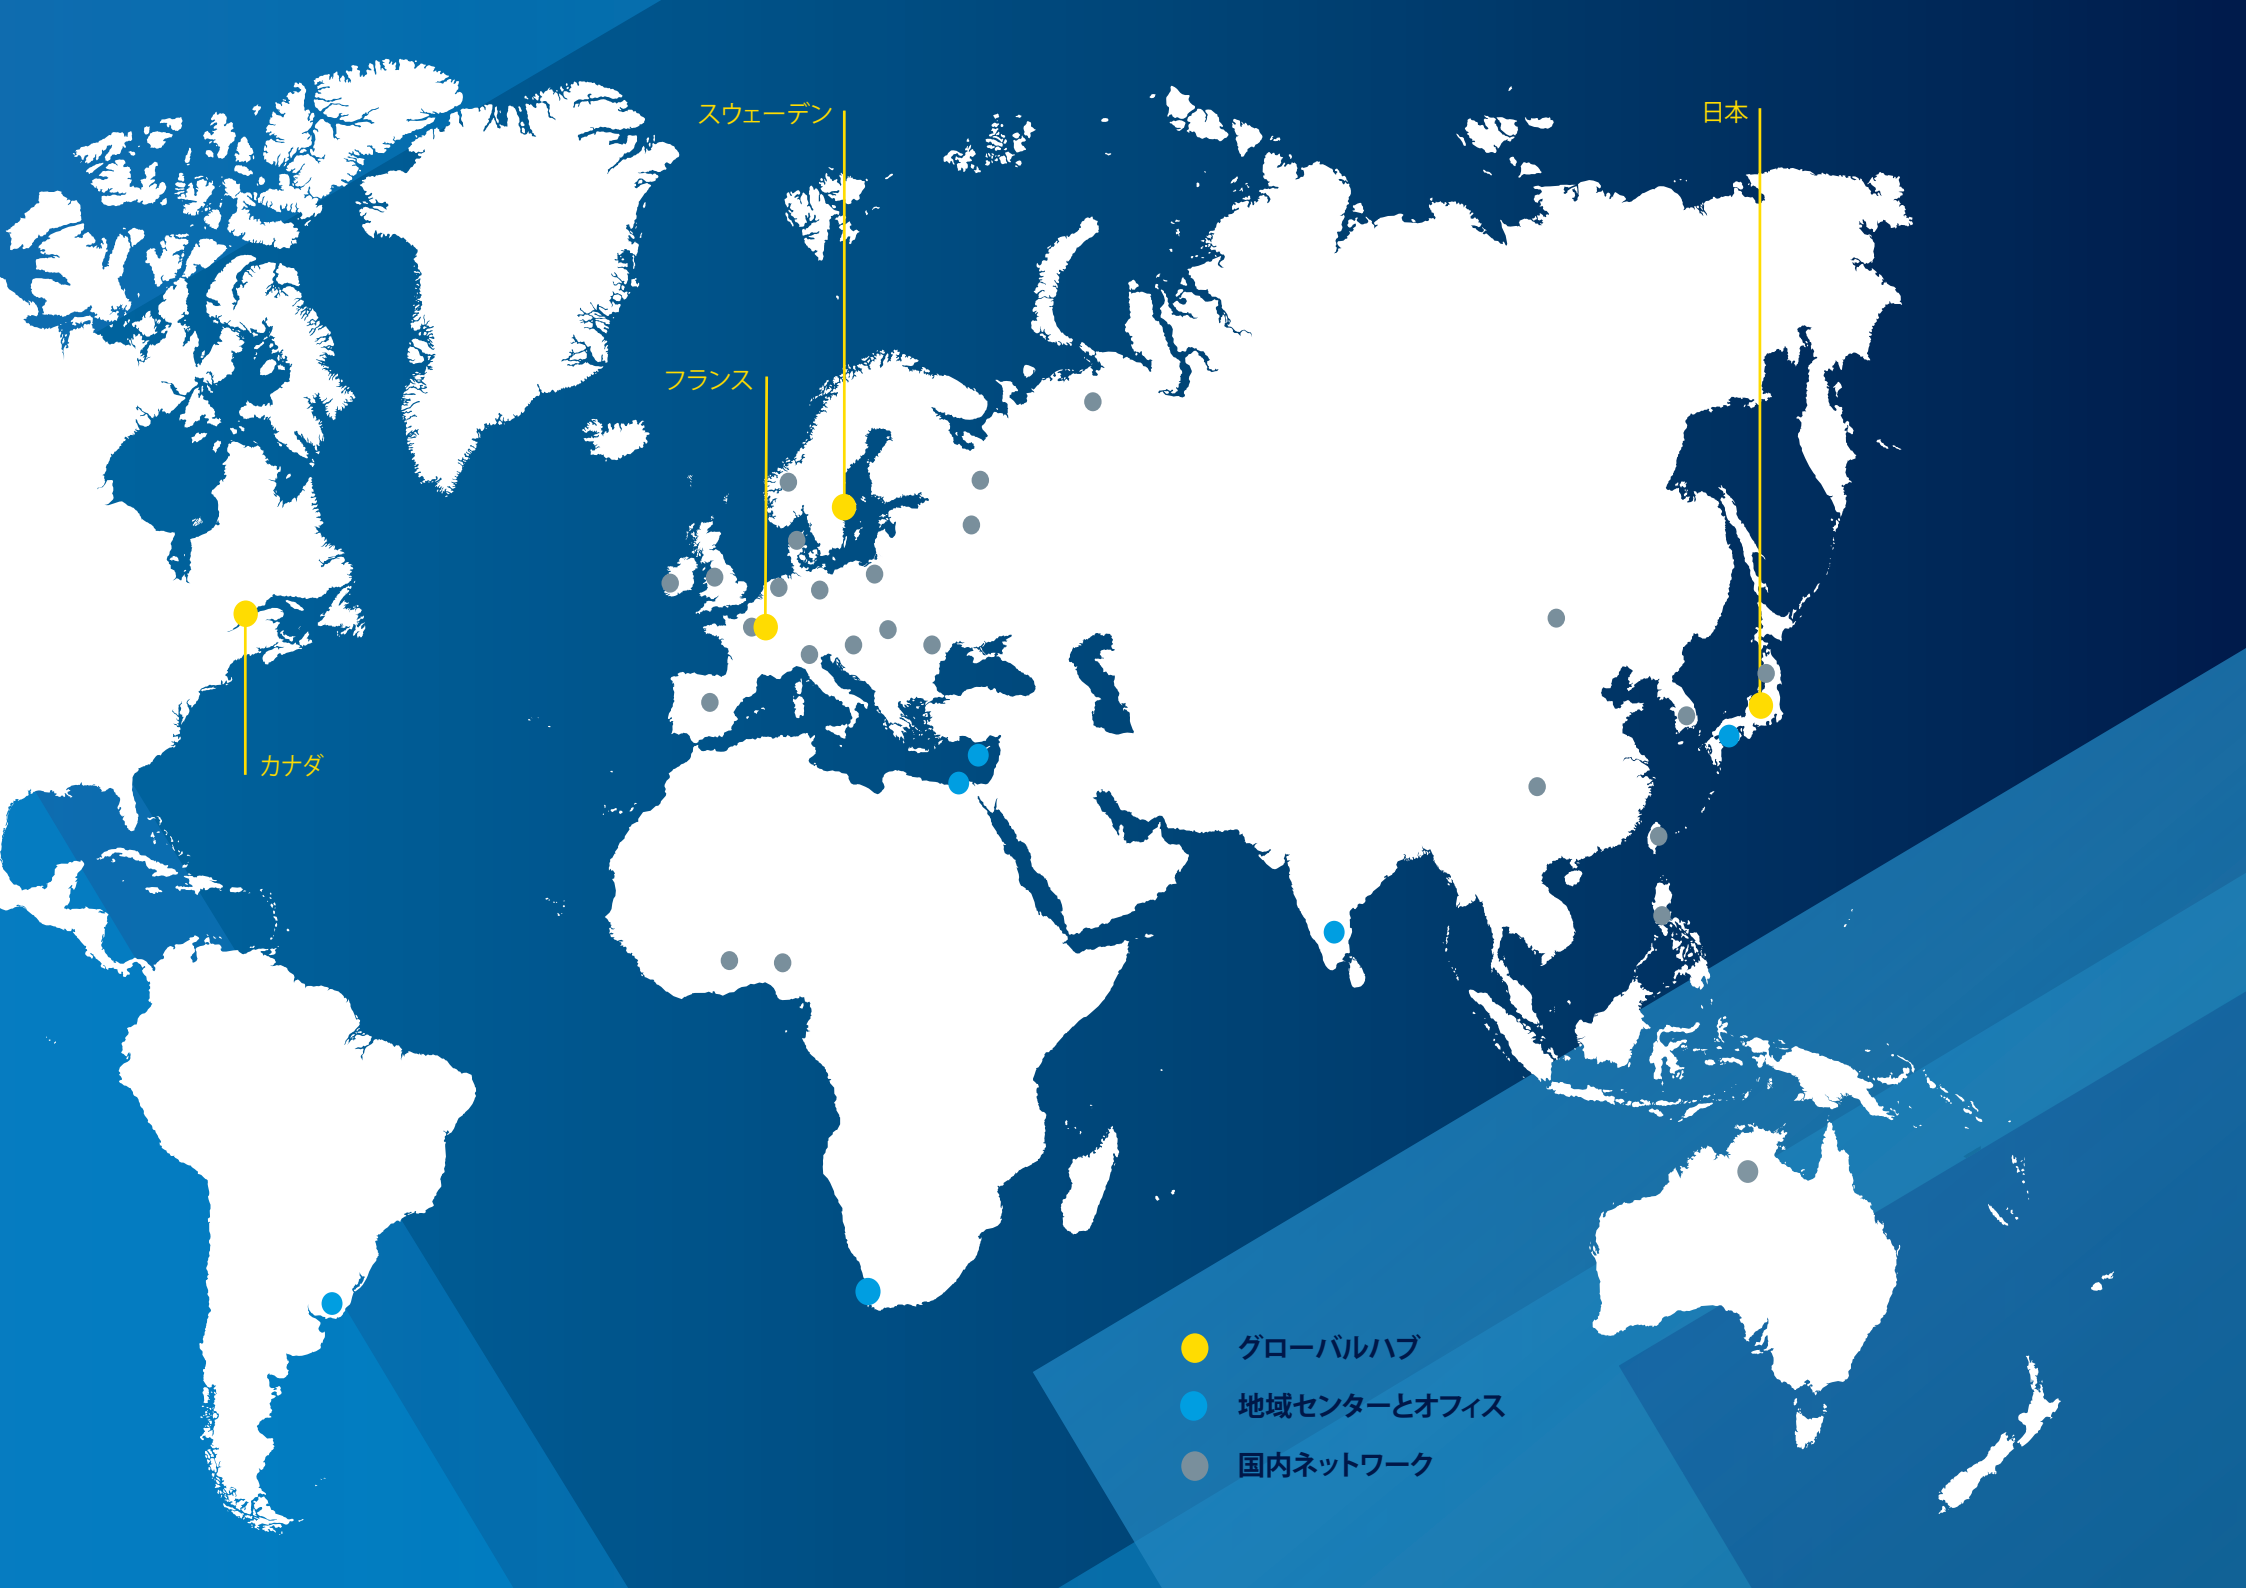 スウェーデン
日本
フランス
カナダ
グローバルハブ
地域センターとオフィス
国内ネットワーク